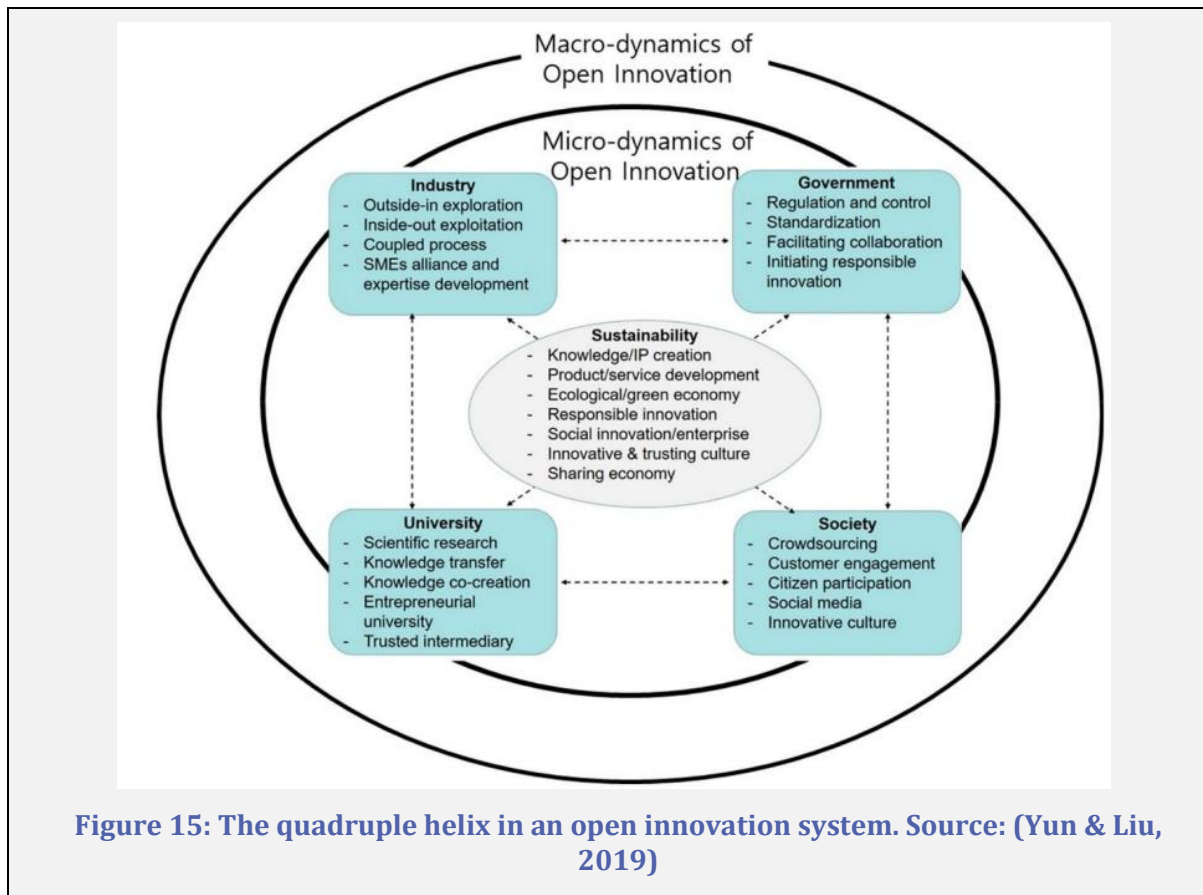 Macro-dynamics of
Open Innovation
Micro-dynamics of
Open Innovation
Industry
- Outside-in exploration
- Inside-out exploitation
- Coupled process
- SMEs alliance and
expertise development
Government
- Regulation and control
- Standardization
- Facilitating collaboration
- Initiating responsible
innovation
Sustainability
- Knowledge/IP creation
- Product/service development
- Ecological/green economy
- Responsible innovation
- Social innovation/enterprise
- Innovative & trusting culture
- Sharing economy
University
- Scientific research
- Knowledge transfer
- Knowledge co-creation
- Entrepreneurial
university
- Trusted intermediary
Society
- Crowdsourcing
- Customer engagement
- Citizen participation
- Social media
- Innovative culture
Figure 15: The quadruple helix in an open innovation system. Source: (Yun & Liu,
2019)